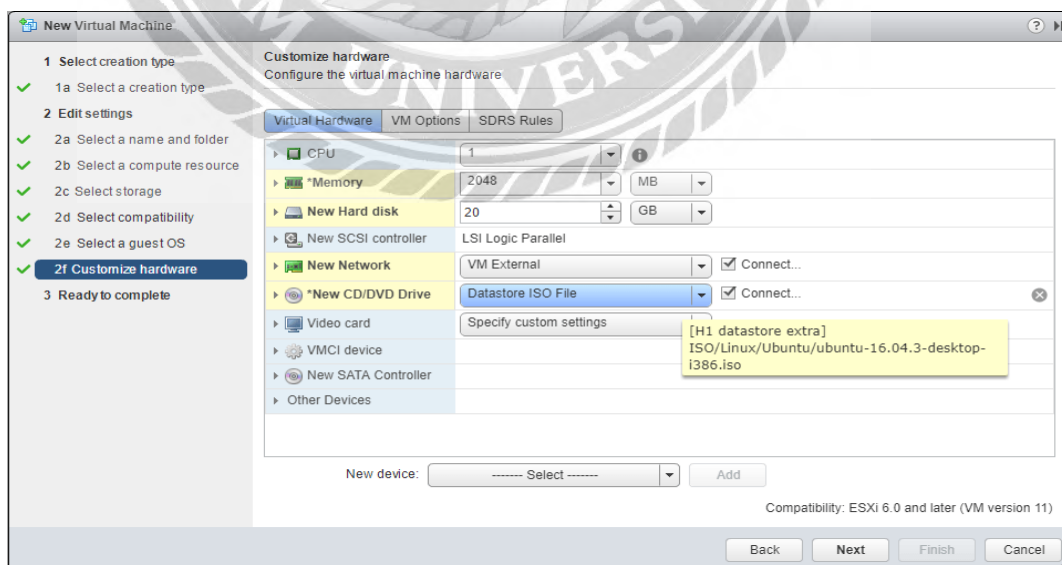 New Virtual Machine
1 Select creation type
1a Select a creation type
2 Edit settings
2a Select a name and folder
2b Select a compute resource
2c Select storage
2d Select compatibility
2e Select a guest OS
2f Customize hardware
3 Ready to complete
Customize hardware
Configure the virtual machine hardware
Virtual Hardware VM Options SDRS Rules
CPU 1
*Memory 2048 MB
New Hard disk 20 GB
New SCSI controller LSI Logic Parallel
New Network VM External Connect...
*New CD/DVD Drive Datastore ISO File Connect...
Video card Specify custom settings
[H1 datastore extra]
ISO/Linux/Ubuntu/ubuntu-16.04.3-desktop-
i386.iso
VMCI device
New SATA Controller
Other Devices
New device: ------- Select ------- Add
Compatibility: ESXi 6.0 and later (VM version 11)
Back Next Finish Cancel